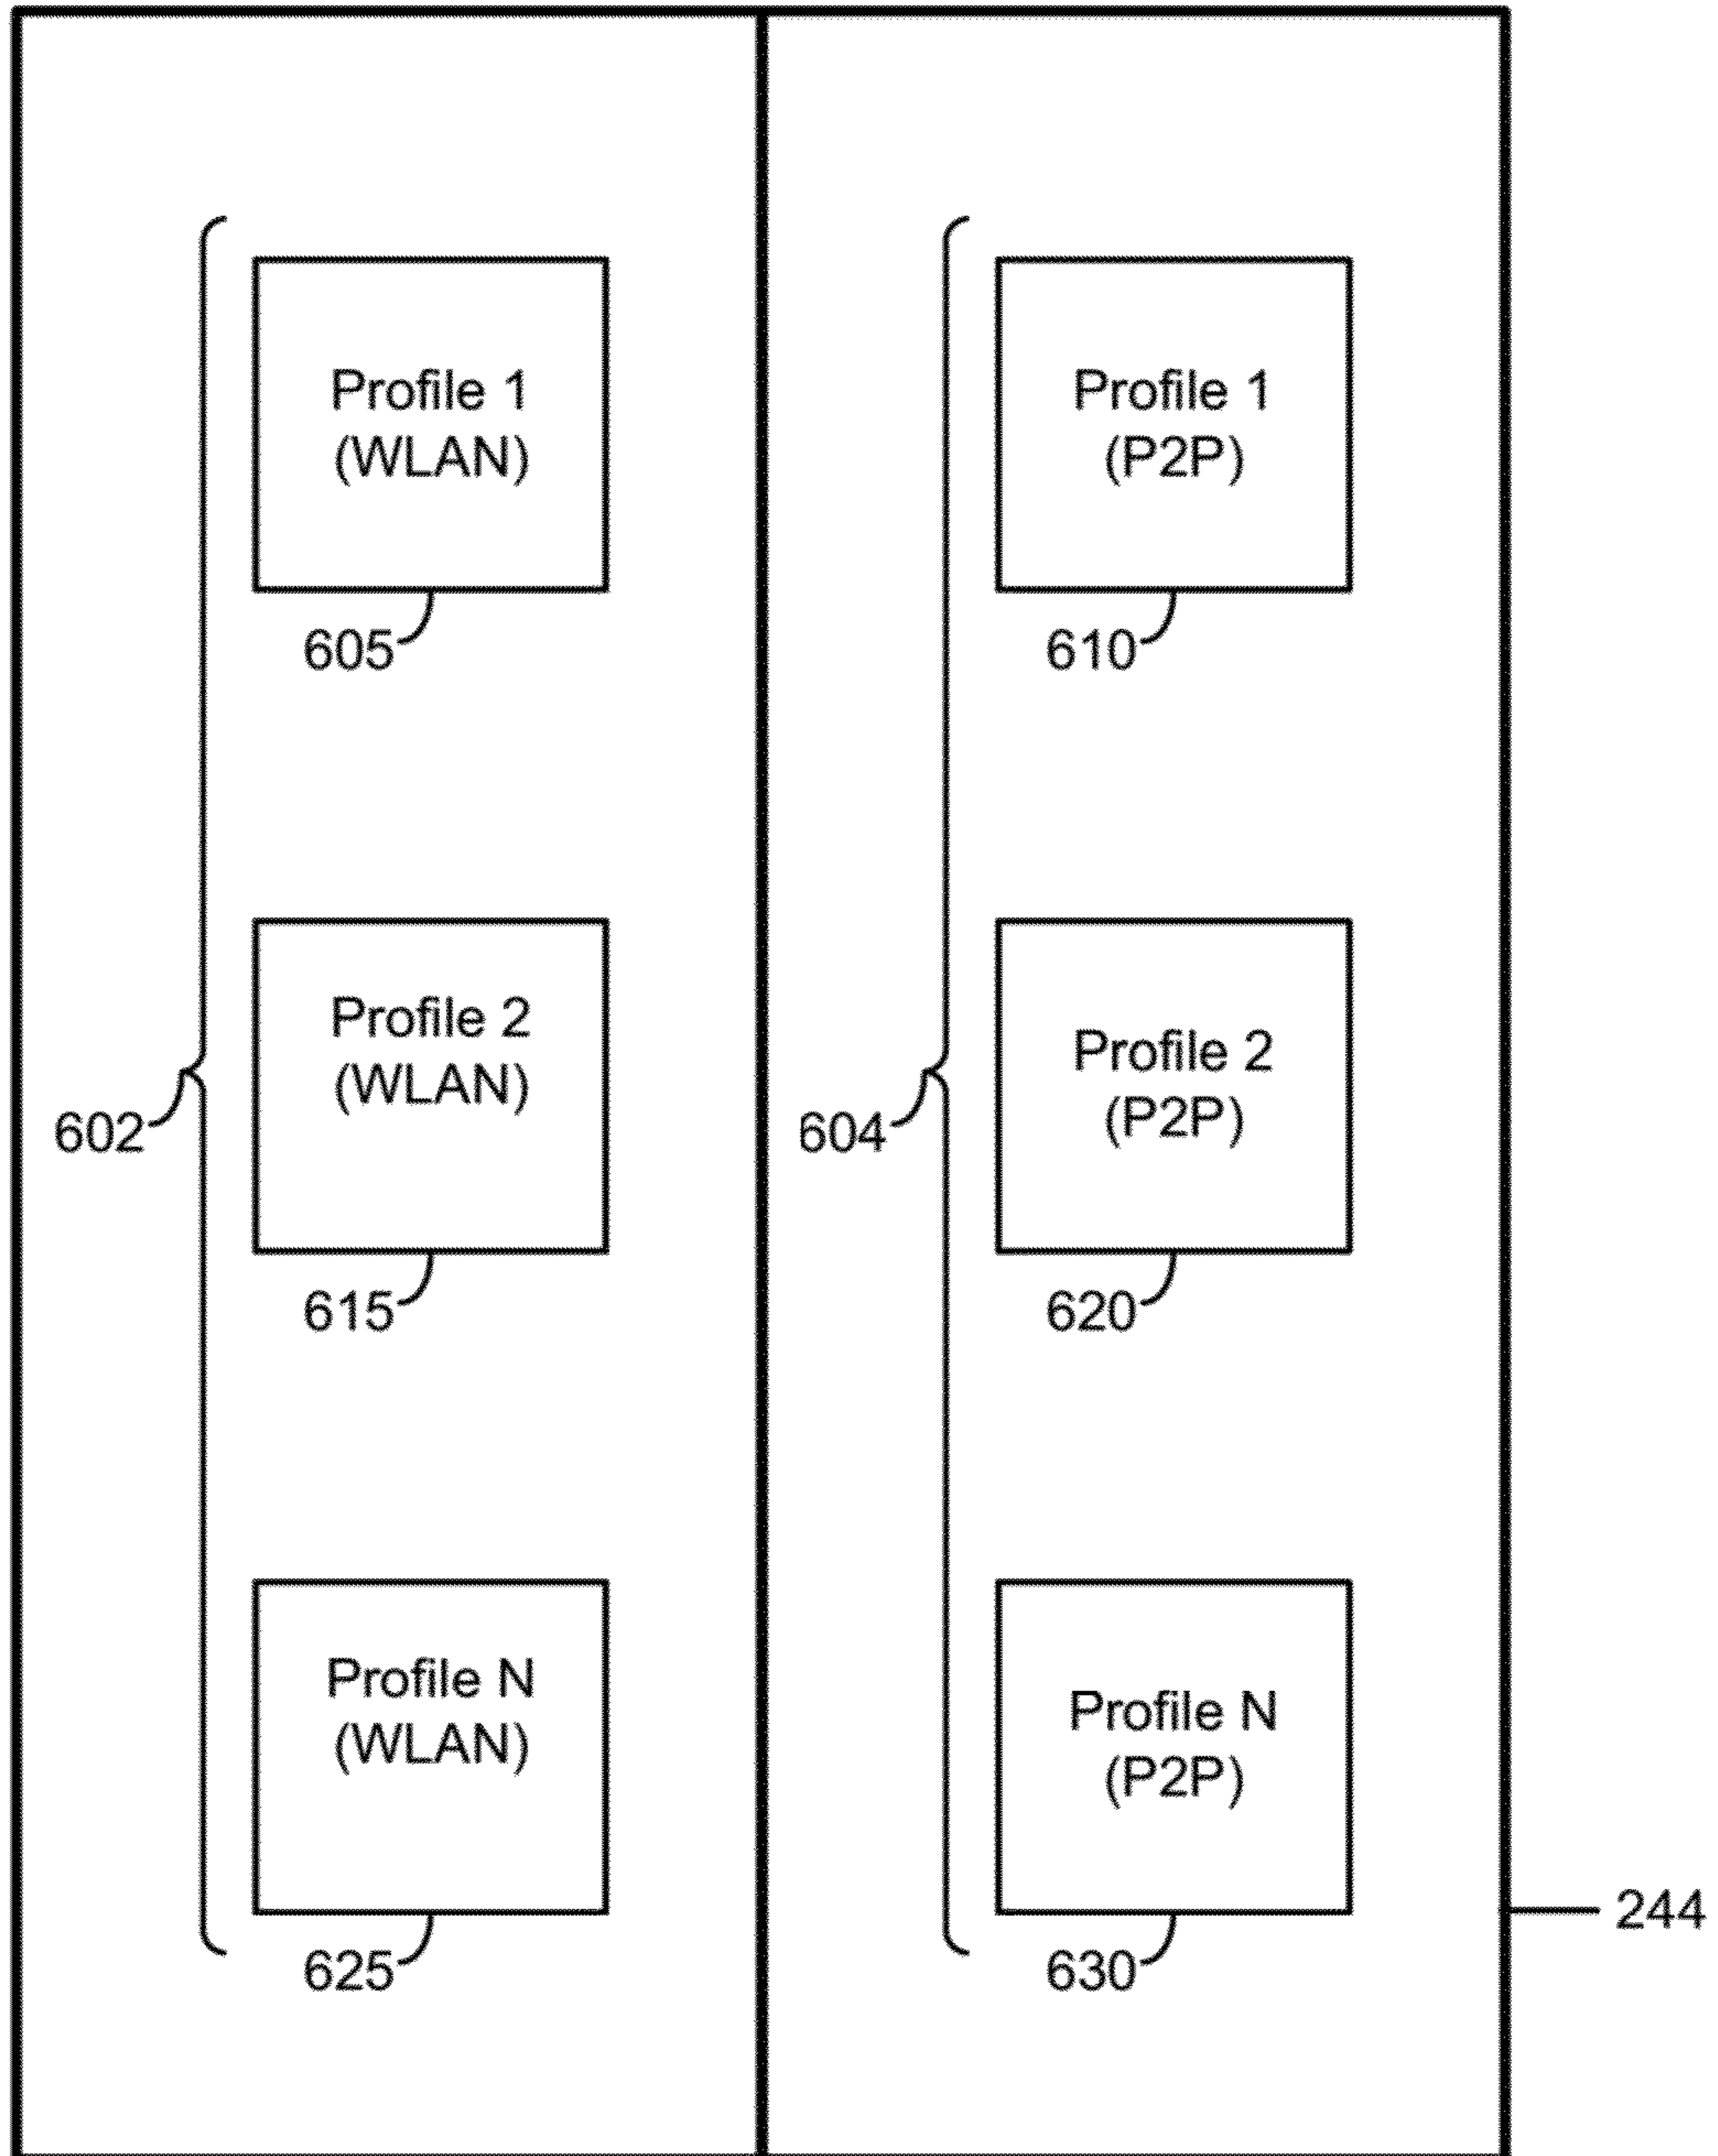 Profile 1
(WLAN)
605
Profile 1
(P2P)
610
602
Profile 2
(WLAN)
615
604
Profile 2
(P2P)
620
Profile N
(WLAN)
625
Profile N
(P2P)
630
244